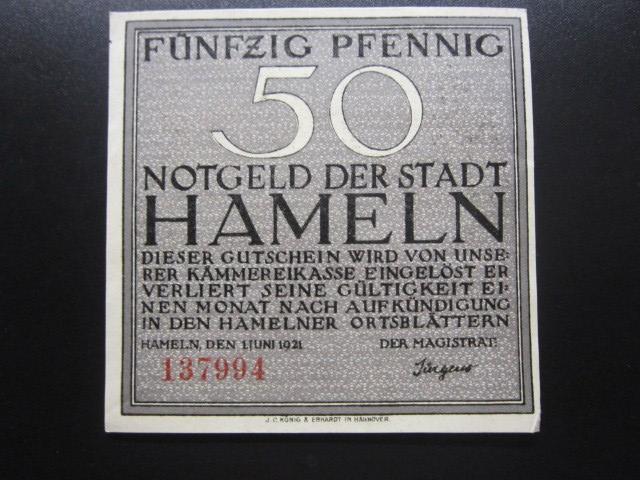 FÜNFZIG PFENNIG
50
NOTGELD DER STADT
HAMELN
DIESER GUTSCHEIN WIRD VON UNSE-
RER KÄMMEREIKASSE EINGELÖST ER
VERLIERT SEINE GÜLTIGKEIT EI-
NEN MONAT NACH AUFKÜNDIGUNG
IN DEN HAMELNER ORTSBLÄTTERN
HAMELN, DEN 1.JUNI 1921 DER MAGISTRAT.
137994 Jürgens
J. C. KÖNIG & EBHARDT IN HANNOVER.